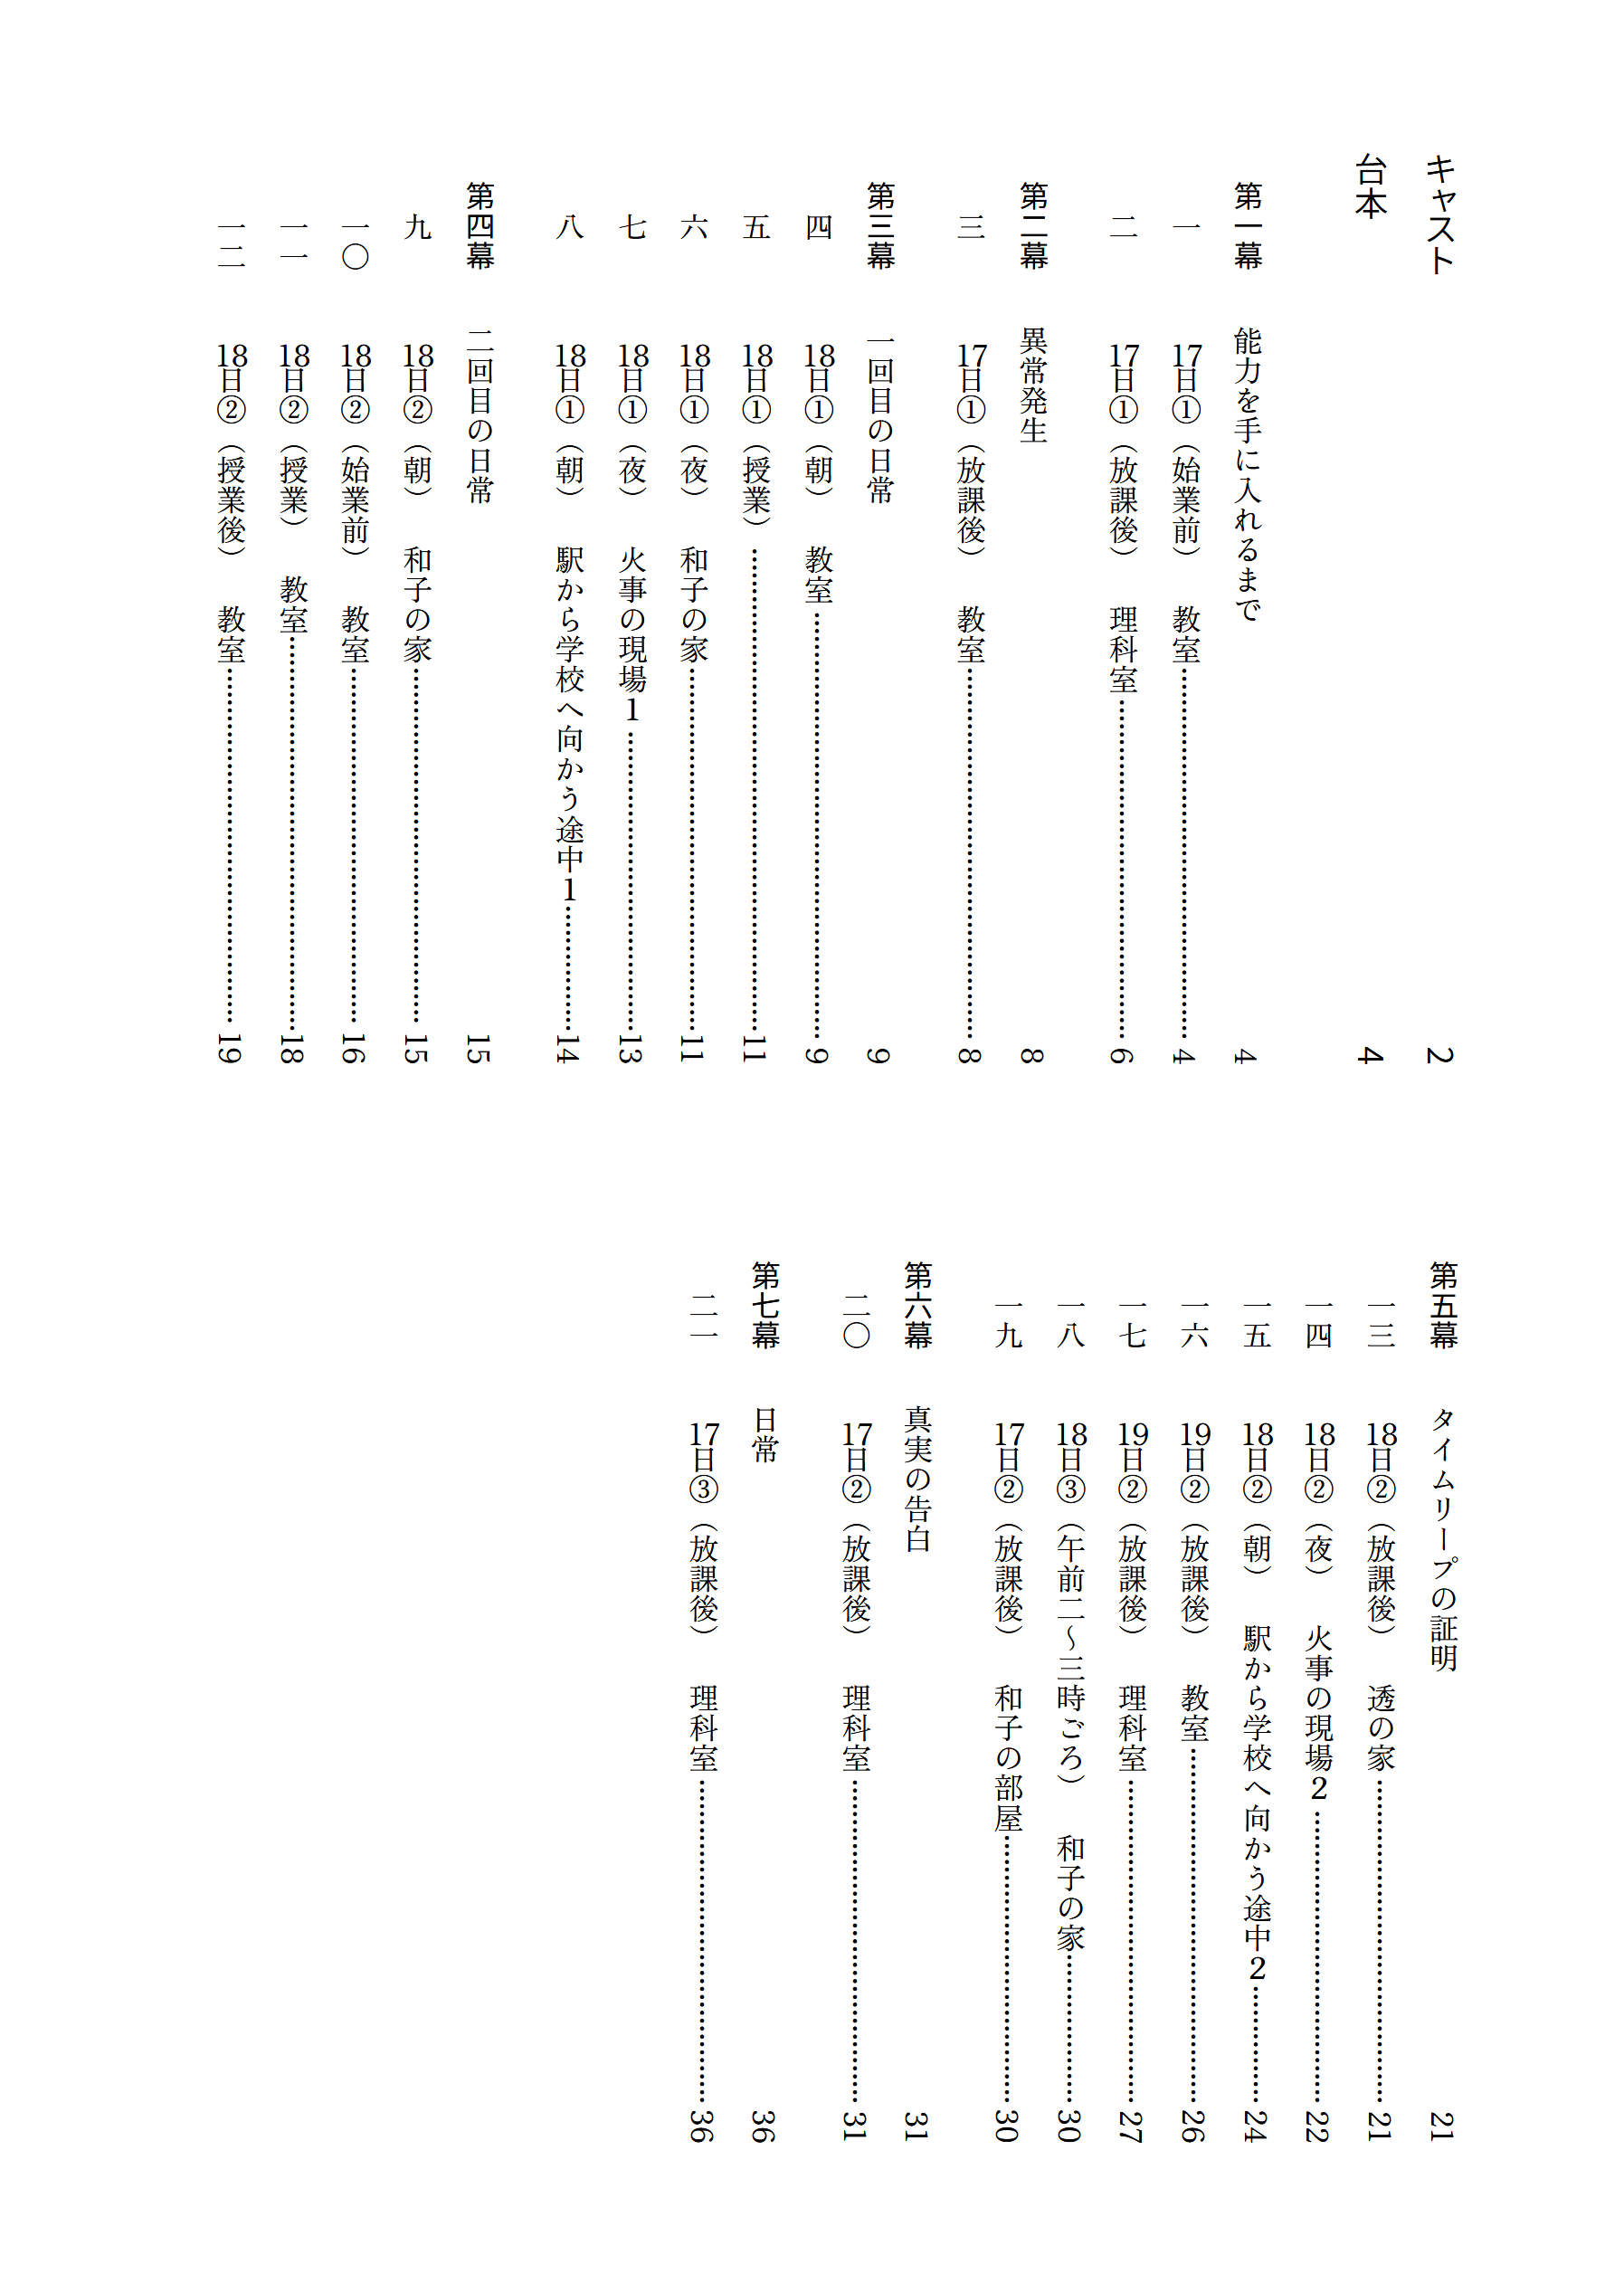 キャスト 2
台本 4
第一幕 能力を手に入れるまで 4
一 17日①（始業前） 教室…………………………………… 4
二 17日①（放課後） 理科室………………………………… 6
第二幕 異常発生 8
三 17日①（放課後） 教室…………………………………… 8
第三幕 一回目の日常 9
四 18日①（朝） 教室………………………………………… 9
五 18日①（授業）……………………………………………… 11
六 18日①（夜） 和子の家…………………………………… 11
七 18日①（夜） 火事の現場1……………………………… 13
八 18日①（朝） 駅から学校へ向かう途中1…………… 14
第四幕 二回目の日常 15
九 18日②（朝） 和子の家…………………………………… 15
一〇 18日②（始業前） 教室………………………………… 16
一一 18日②（授業） 教室…………………………………… 18
一二 18日②（授業後） 教室………………………………… 19
第五幕 タイムリープの証明 21
一三 18日②（放課後） 透の家……………………………… 21
一四 18日②（夜） 火事の現場2…………………………… 22
一五 18日②（朝） 駅から学校へ向かう途中2………… 24
一六 19日②（放課後） 教室………………………………… 26
一七 19日②（放課後） 理科室……………………………… 27
一八 18日③（午前二～三時ごろ） 和子の家…………… 30
一九 17日②（放課後） 和子の部屋………………………… 30
第六幕 真実の告白 31
二〇 17日②（放課後） 理科室……………………………… 31
第七幕 日常 36
二一 17日③（放課後） 理科室……………………………… 36